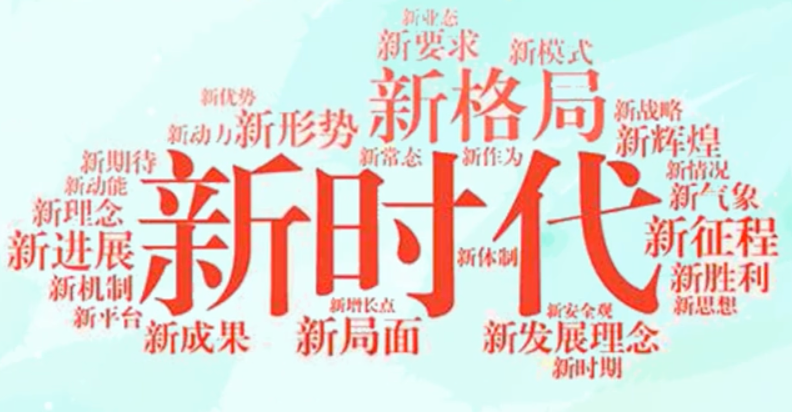 新业态
新要求
新模式
新优势
新格局
新战略
新动力
新形势
新辉煌
新期待
新常态
新作为
新情况
新动能
新气象
新理念
新时代
新进展
新体制
新征程
新机制
新胜利
新平台
新增长点
新安全观
新思想
新成果
新局面
新发展理念
新时期